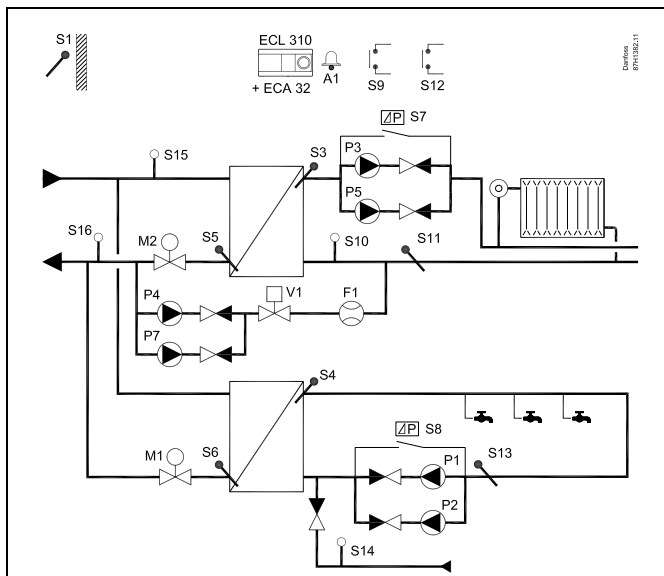 S1
ECL 310
+ ECA 32
A1
S9
S12
Danfoss
87H1382.11
⊿P S7
S15
S3
P3
P5
S16
M2
S5
S10
S11
P4
V1
F1
P7
S4
⊿P S8
M1
S6
P1
S13
P2
S14